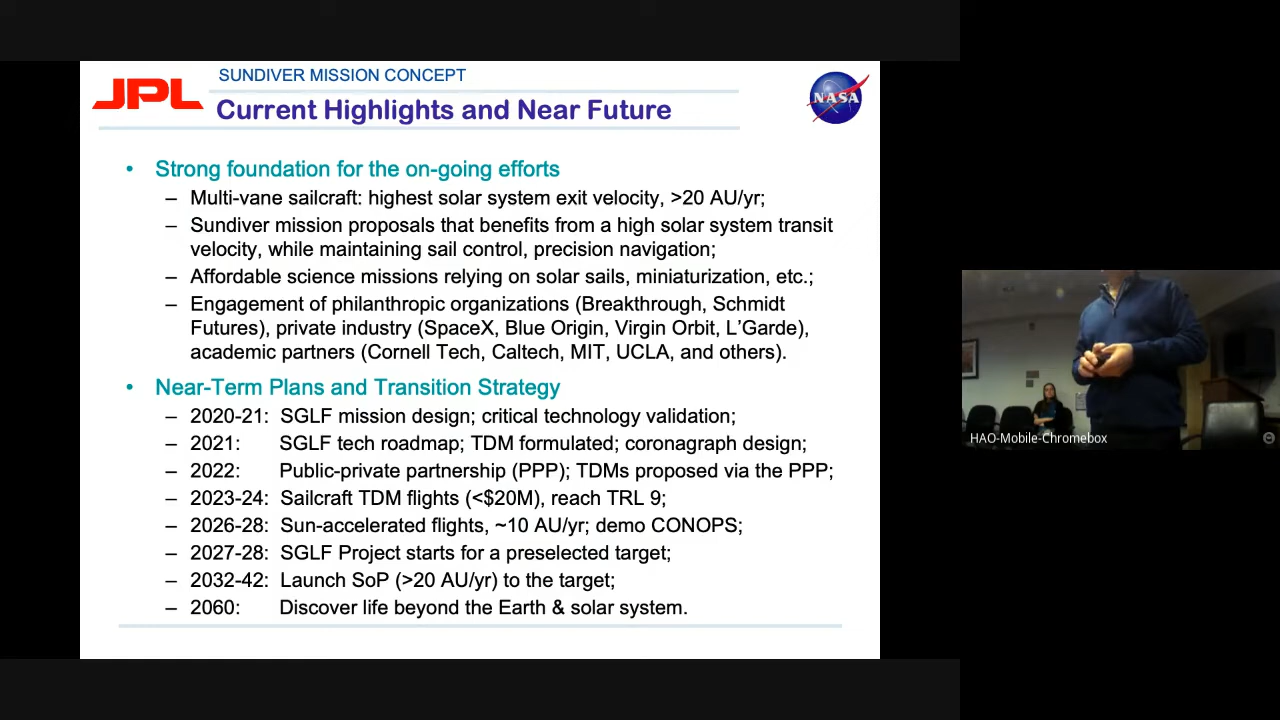 JPL
SUNDIVER MISSION CONCEPT
Current Highlights and Near Future
NASA
• Strong foundation for the on-going efforts
– Multi-vane sailcraft: highest solar system exit velocity, >20 AU/yr;
– Sundiver mission proposals that benefits from a high solar system transit
velocity, while maintaining sail control, precision navigation;
– Affordable science missions relying on solar sails, miniaturization, etc.;
– Engagement of philanthropic organizations (Breakthrough, Schmidt
Futures), private industry (SpaceX, Blue Origin, Virgin Orbit, L’Garde),
academic partners (Cornell Tech, Caltech, MIT, UCLA, and others).
• Near-Term Plans and Transition Strategy
– 2020-21: SGLF mission design; critical technology validation;
– 2021: SGLF tech roadmap; TDM formulated; coronagraph design;
– 2022: Public-private partnership (PPP); TDMs proposed via the PPP;
– 2023-24: Sailcraft TDM flights (<$20M), reach TRL 9;
– 2026-28: Sun-accelerated flights, ~10 AU/yr; demo CONOPS;
– 2027-28: SGLF Project starts for a preselected target;
– 2032-42: Launch SoP (>20 AU/yr) to the target;
– 2060: Discover life beyond the Earth & solar system.
HAO-Mobile-Chromebox